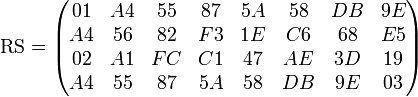 RS = 01 A4 55 87 5A 58 DB 9E
A4 56 82 F3 1E C6 68 E5
02 A1 FC C1 47 AE 3D 19
A4 55 87 5A 58 DB 9E 03